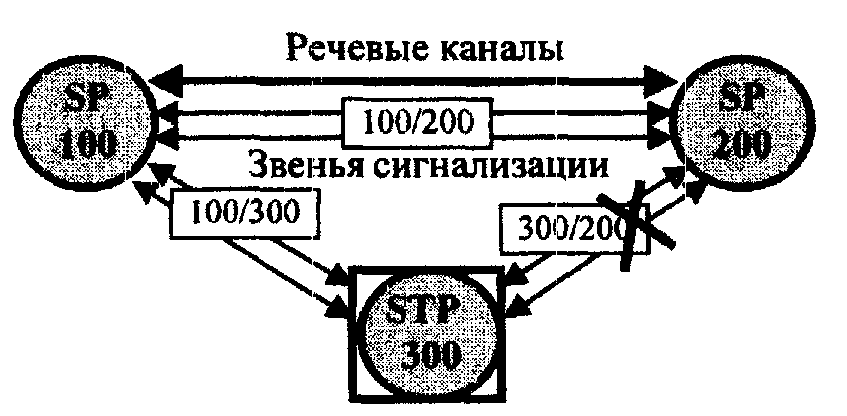 Речевые каналы
SP
100
SP
200
100/200
Звенья сигнализации
100/300
300/200
STP
300